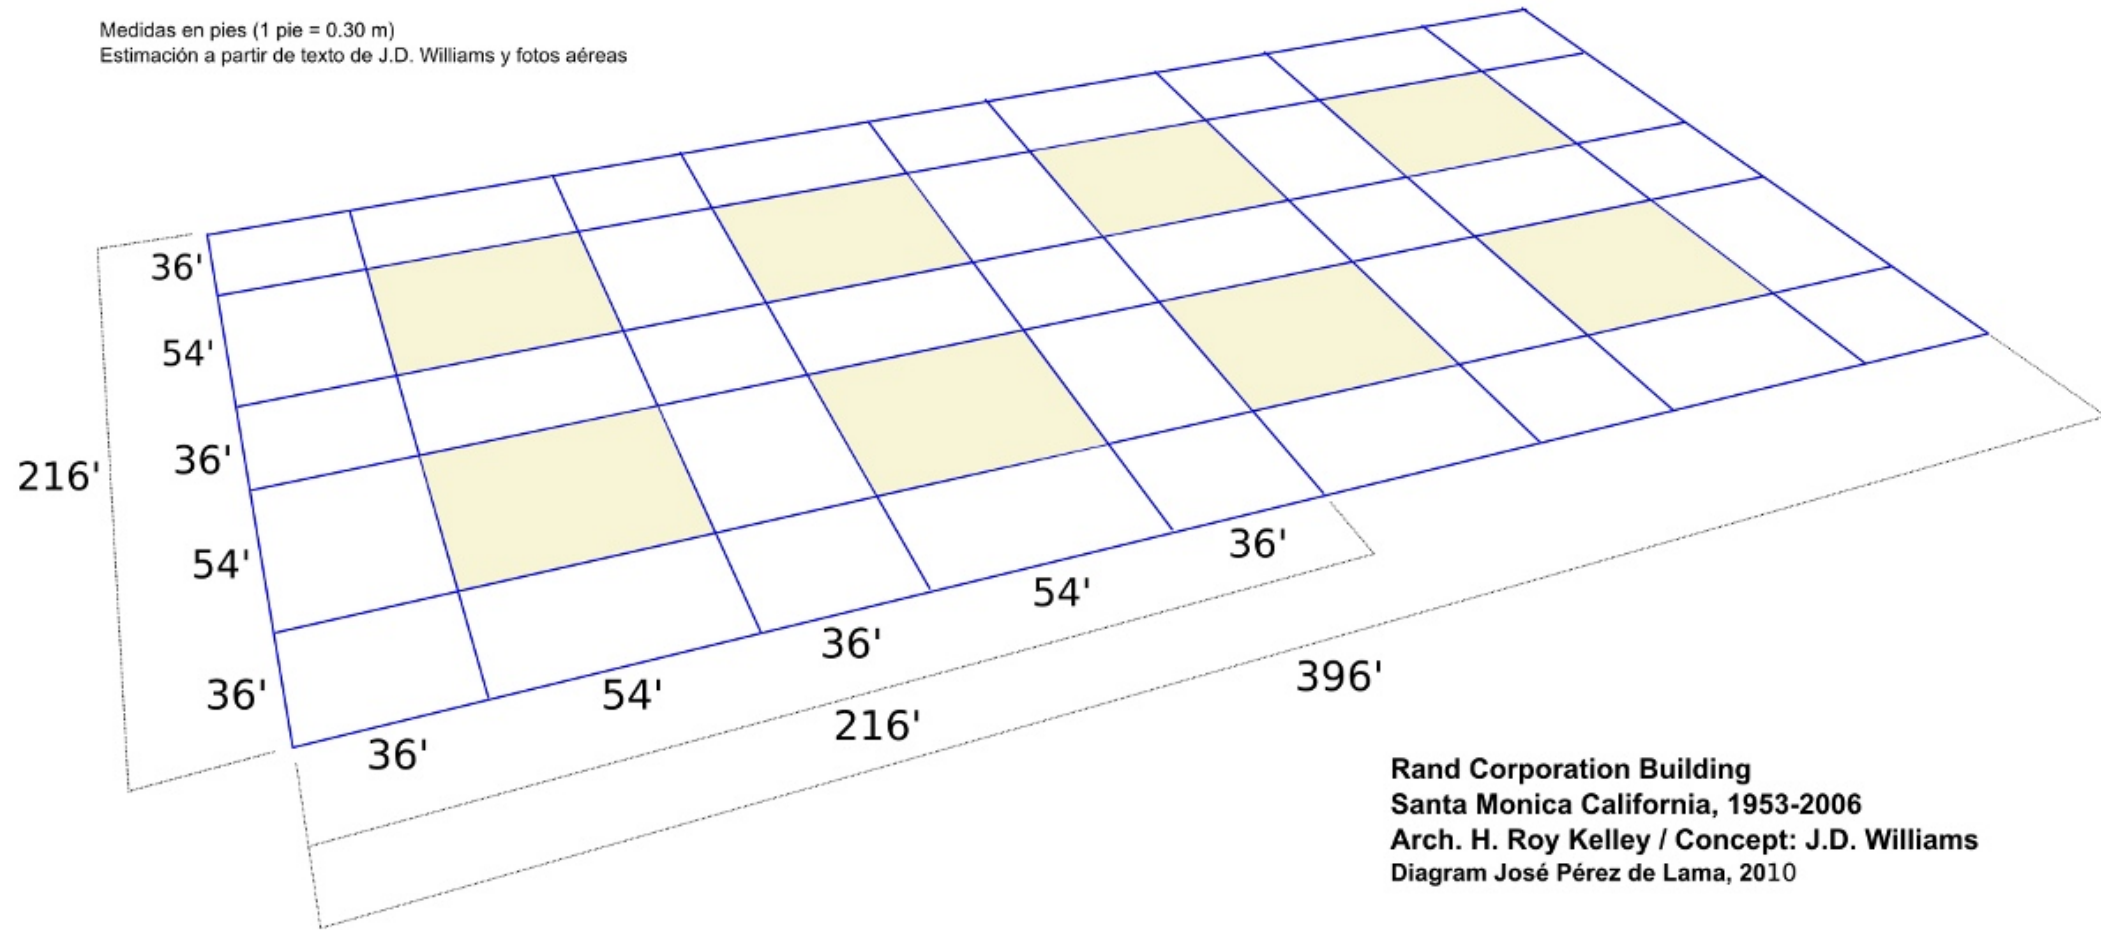 Medidas en pies (1 pie = 0.30 m)
Estimación a partir de texto de J.D. Williams y fotos aéreas
36'
54'
36'
216'
54'
36'
36'
54'
36'
54'
36'
216'
396'
Rand Corporation Building
Santa Monica California, 1953-2006
Arch. H. Roy Kelley / Concept: J.D. Williams
Diagram José Pérez de Lama, 2010